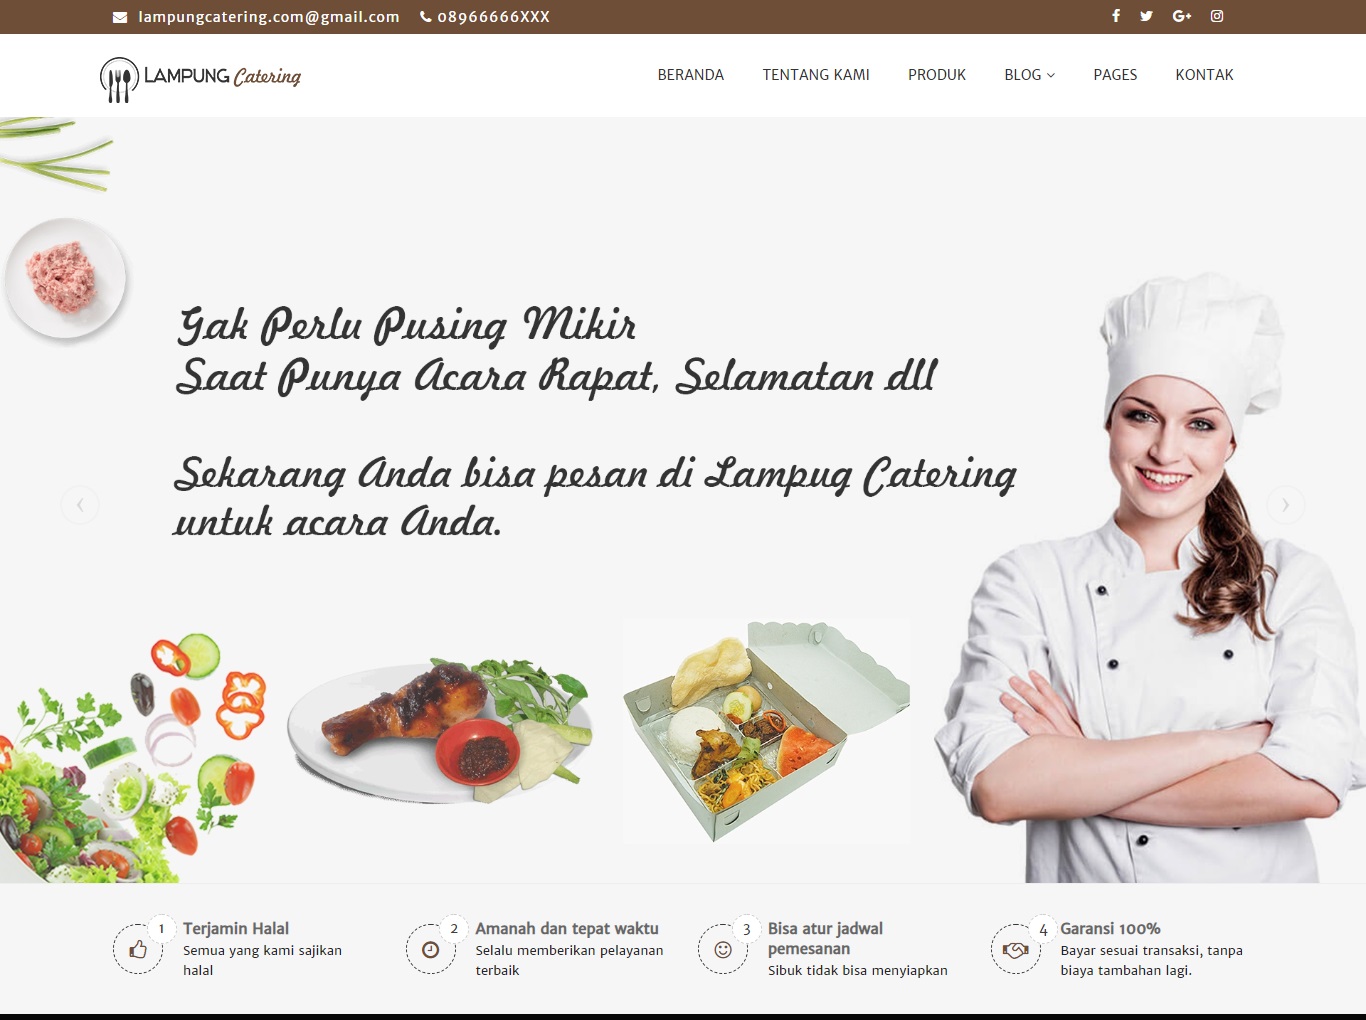 lampungcatering.com@gmail.com 08966666XXX
LAMPUNG Catering
BERANDA TENTANG KAMI PRODUK BLOG PAGES KONTAK
Gak Perlu Pusing Mikir
Saat Punya Acara Rapat, Selamatan dll
Sekarang Anda bisa pesan di Lampug Catering
untuk acara Anda.
1 Terjamin Halal
Semua yang kami sajikan
halal
2 Amanah dan tepat waktu
Selalu memberikan pelayanan
terbaik
3 Bisa atur jadwal
pemesanan
Sibuk tidak bisa menyiapkan
4 Garansi 100%
Bayar sesuai transaksi, tanpa
biaya tambahan lagi.